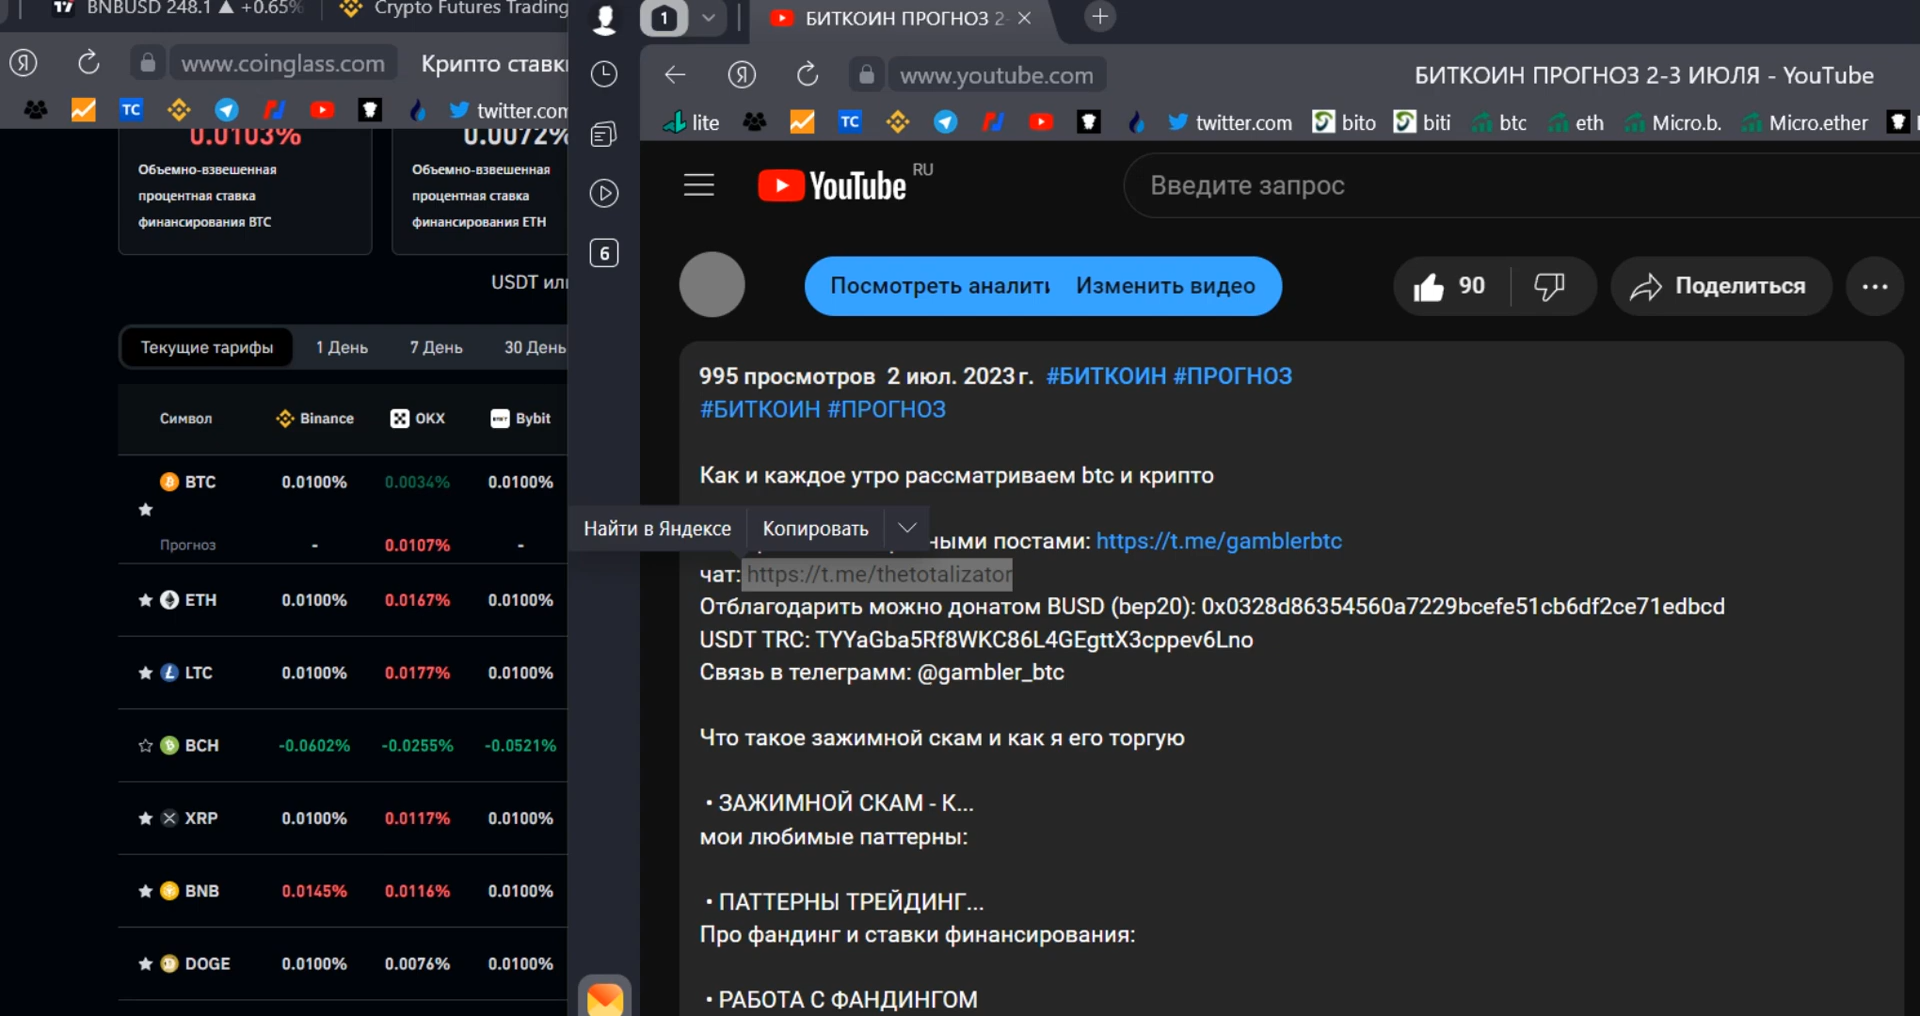 BNBUSD 248.1 ▲ +0.65%
Crypto Futures Trading
www.coinglass.com
Крипто ставк
TC
twitter.com
0.0103%
0.0072%
Объемно-взвешенная
процентная ставка
финансирования BTC
Объемно-взвешенная
процентная ставка
финансирования ETH
USDT или
Текущие тарифы 1 День 7 День 30 День
Символ Binance OKX Bybit
BTC 0.0100% 0.0034% 0.0100%
Прогноз - 0.0107% -
ETH 0.0100% 0.0167% 0.0100%
LTC 0.0100% 0.0177% 0.0100%
BCH -0.0602% -0.0255% -0.0521%
XRP 0.0100% 0.0117% 0.0100%
BNB 0.0145% 0.0116% 0.0100%
DOGE 0.0100% 0.0076% 0.0100%
1
6
БИТКОИН ПРОГНОЗ 2-
www.youtube.com
БИТКОИН ПРОГНОЗ 2-3 ИЮЛЯ - YouTube
lite TC twitter.com bito biti btc eth Micro.b. Micro.ether
YouTube RU
Введите запрос
Посмотреть аналити Изменить видео
90
Поделиться
995 просмотров 2 июл. 2023 г. #БИТКОИН #ПРОГНОЗ
#БИТКОИН #ПРОГНОЗ
Как и каждое утро рассматриваем btc и крипто
Найти в Яндексе Копировать
ными постами: https://t.me/gamblerbtc
чат: https://t.me/thetotalizator
Отблагодарить можно донатом BUSD (bep20): 0x0328d86354560a7229bcefe51cb6df2ce71edbcd
USDT TRC: TYYaGba5Rf8WKC86L4GEgttX3cppev6Lno
Связь в телеграмм: @gambler_btc
Что такое зажимной скам и как я его торгую
• ЗАЖИМНОЙ СКАМ - К...
мои любимые паттерны:
• ПАТТЕРНЫ ТРЕЙДИНГ...
Про фандинг и ставки финансирования:
• РАБОТА С ФАНДИНГОМ